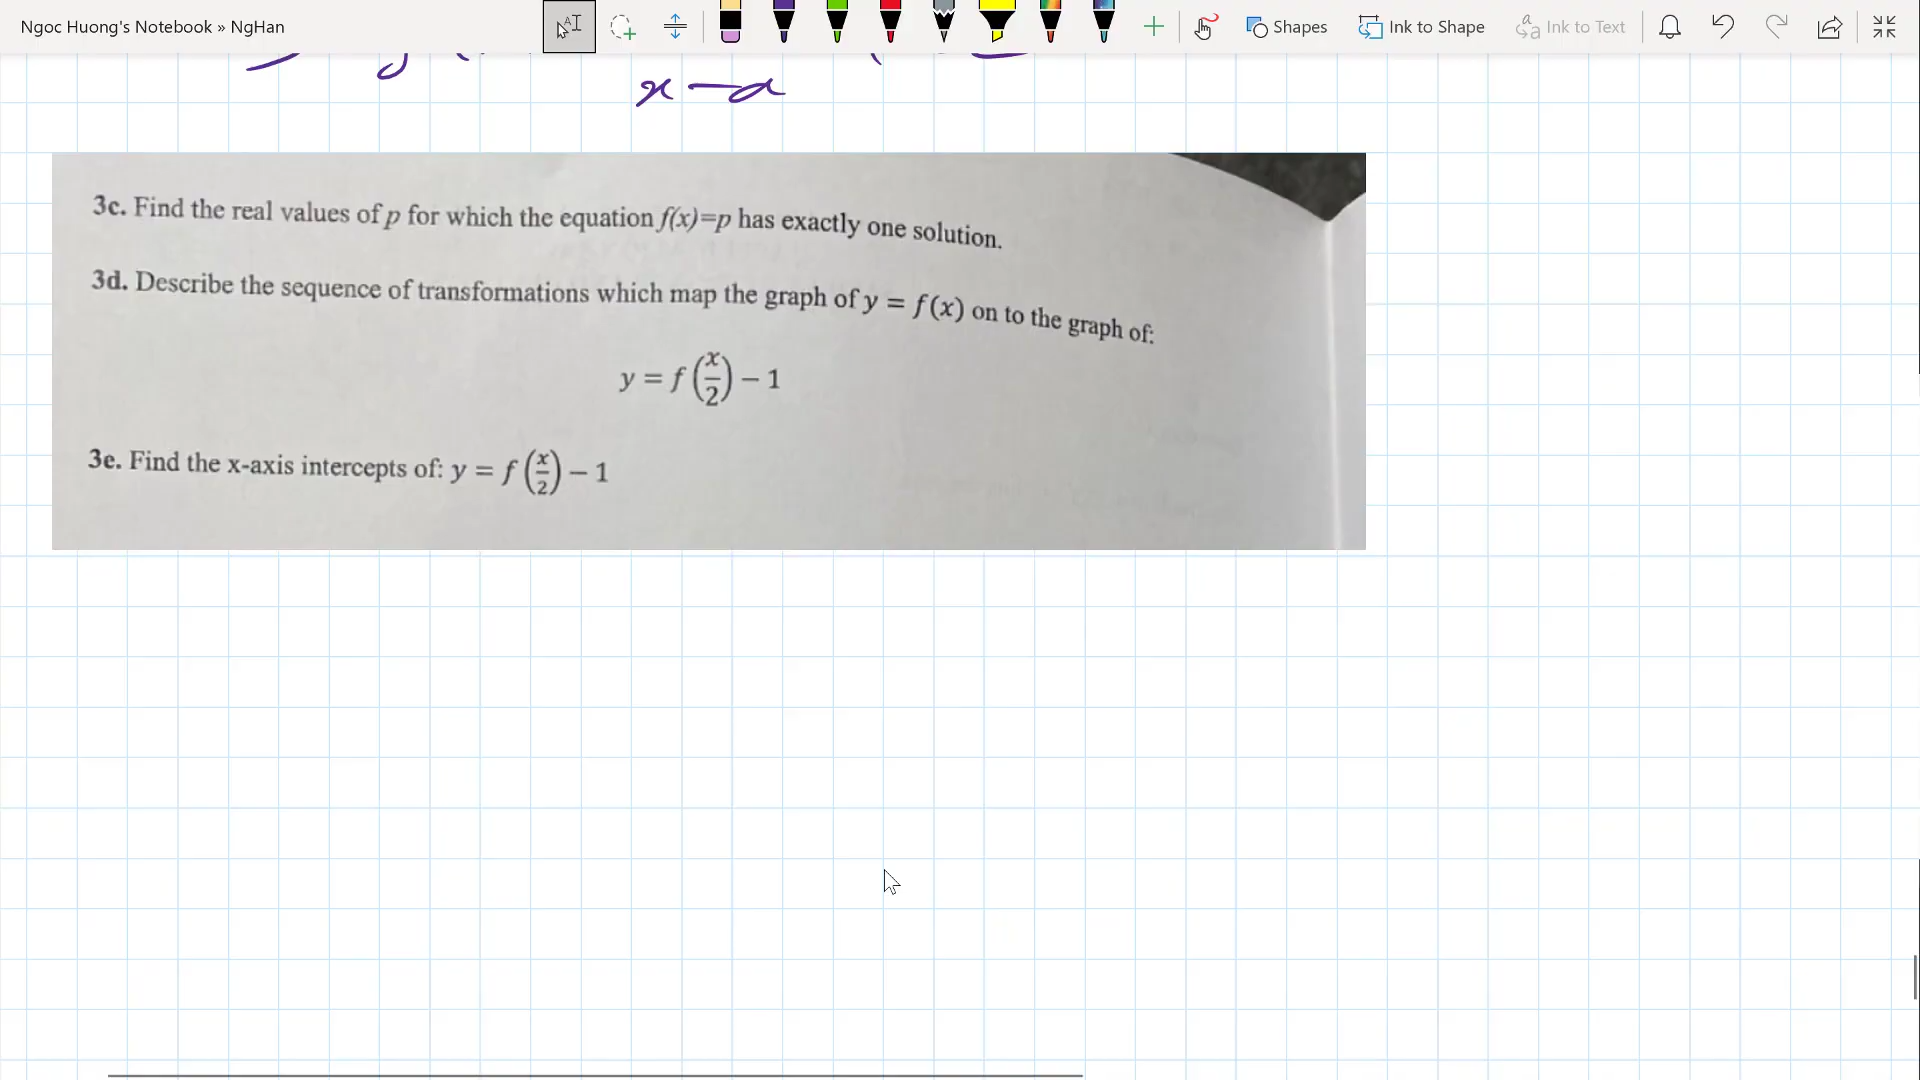 Ngoc Huong's Notebook » NgHan
Shapes
Ink to Shape
Ink to Text
x - a
3c. Find the real values of p for which the equation f(x)=p has exactly one solution.
3d. Describe the sequence of transformations which map the graph of y = f(x) on to the graph of:
y = f(x/2) − 1
3e. Find the x-axis intercepts of: y = f(x/2) − 1